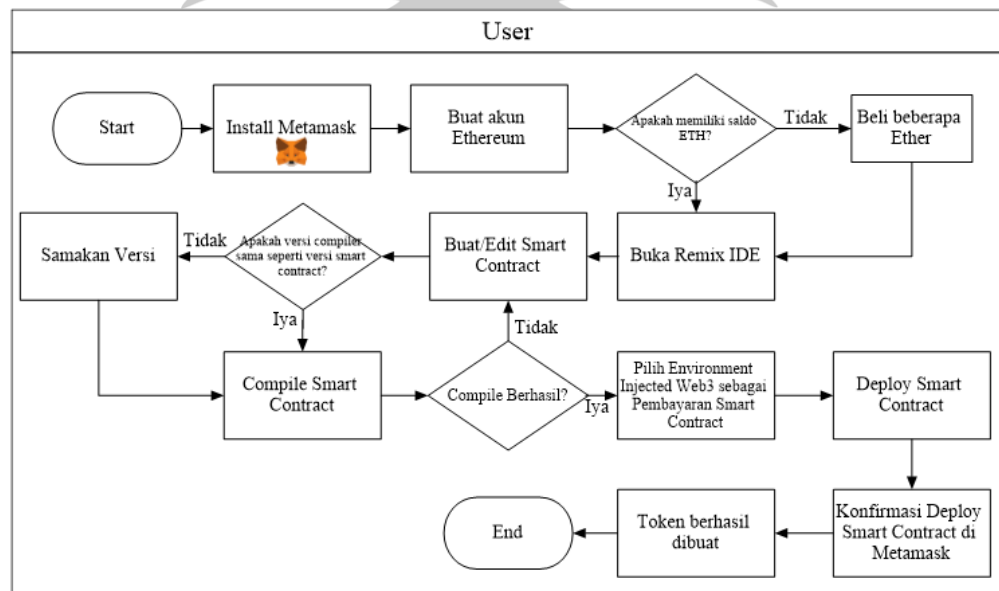 User
Start
Install Metamask
Buat akun
Ethereum
Apakah memiliki saldo
ETH?
Tidak
Beli beberapa
Ether
Iya
Samakan Versi
Tidak
Apakah versi compiler
sama seperti versi smart
contract?
Buat/Edit Smart
Contract
Buka Remix IDE
Iya
Tidak
Compile Smart
Contract
Compile Berhasil?
Iya
Pilih Environment
Injected Web3 sebagai
Pembayaran Smart
Contract
Deploy Smart
Contract
End
Token berhasil
dibuat
Konfirmasi Deploy
Smart Contract di
Metamask